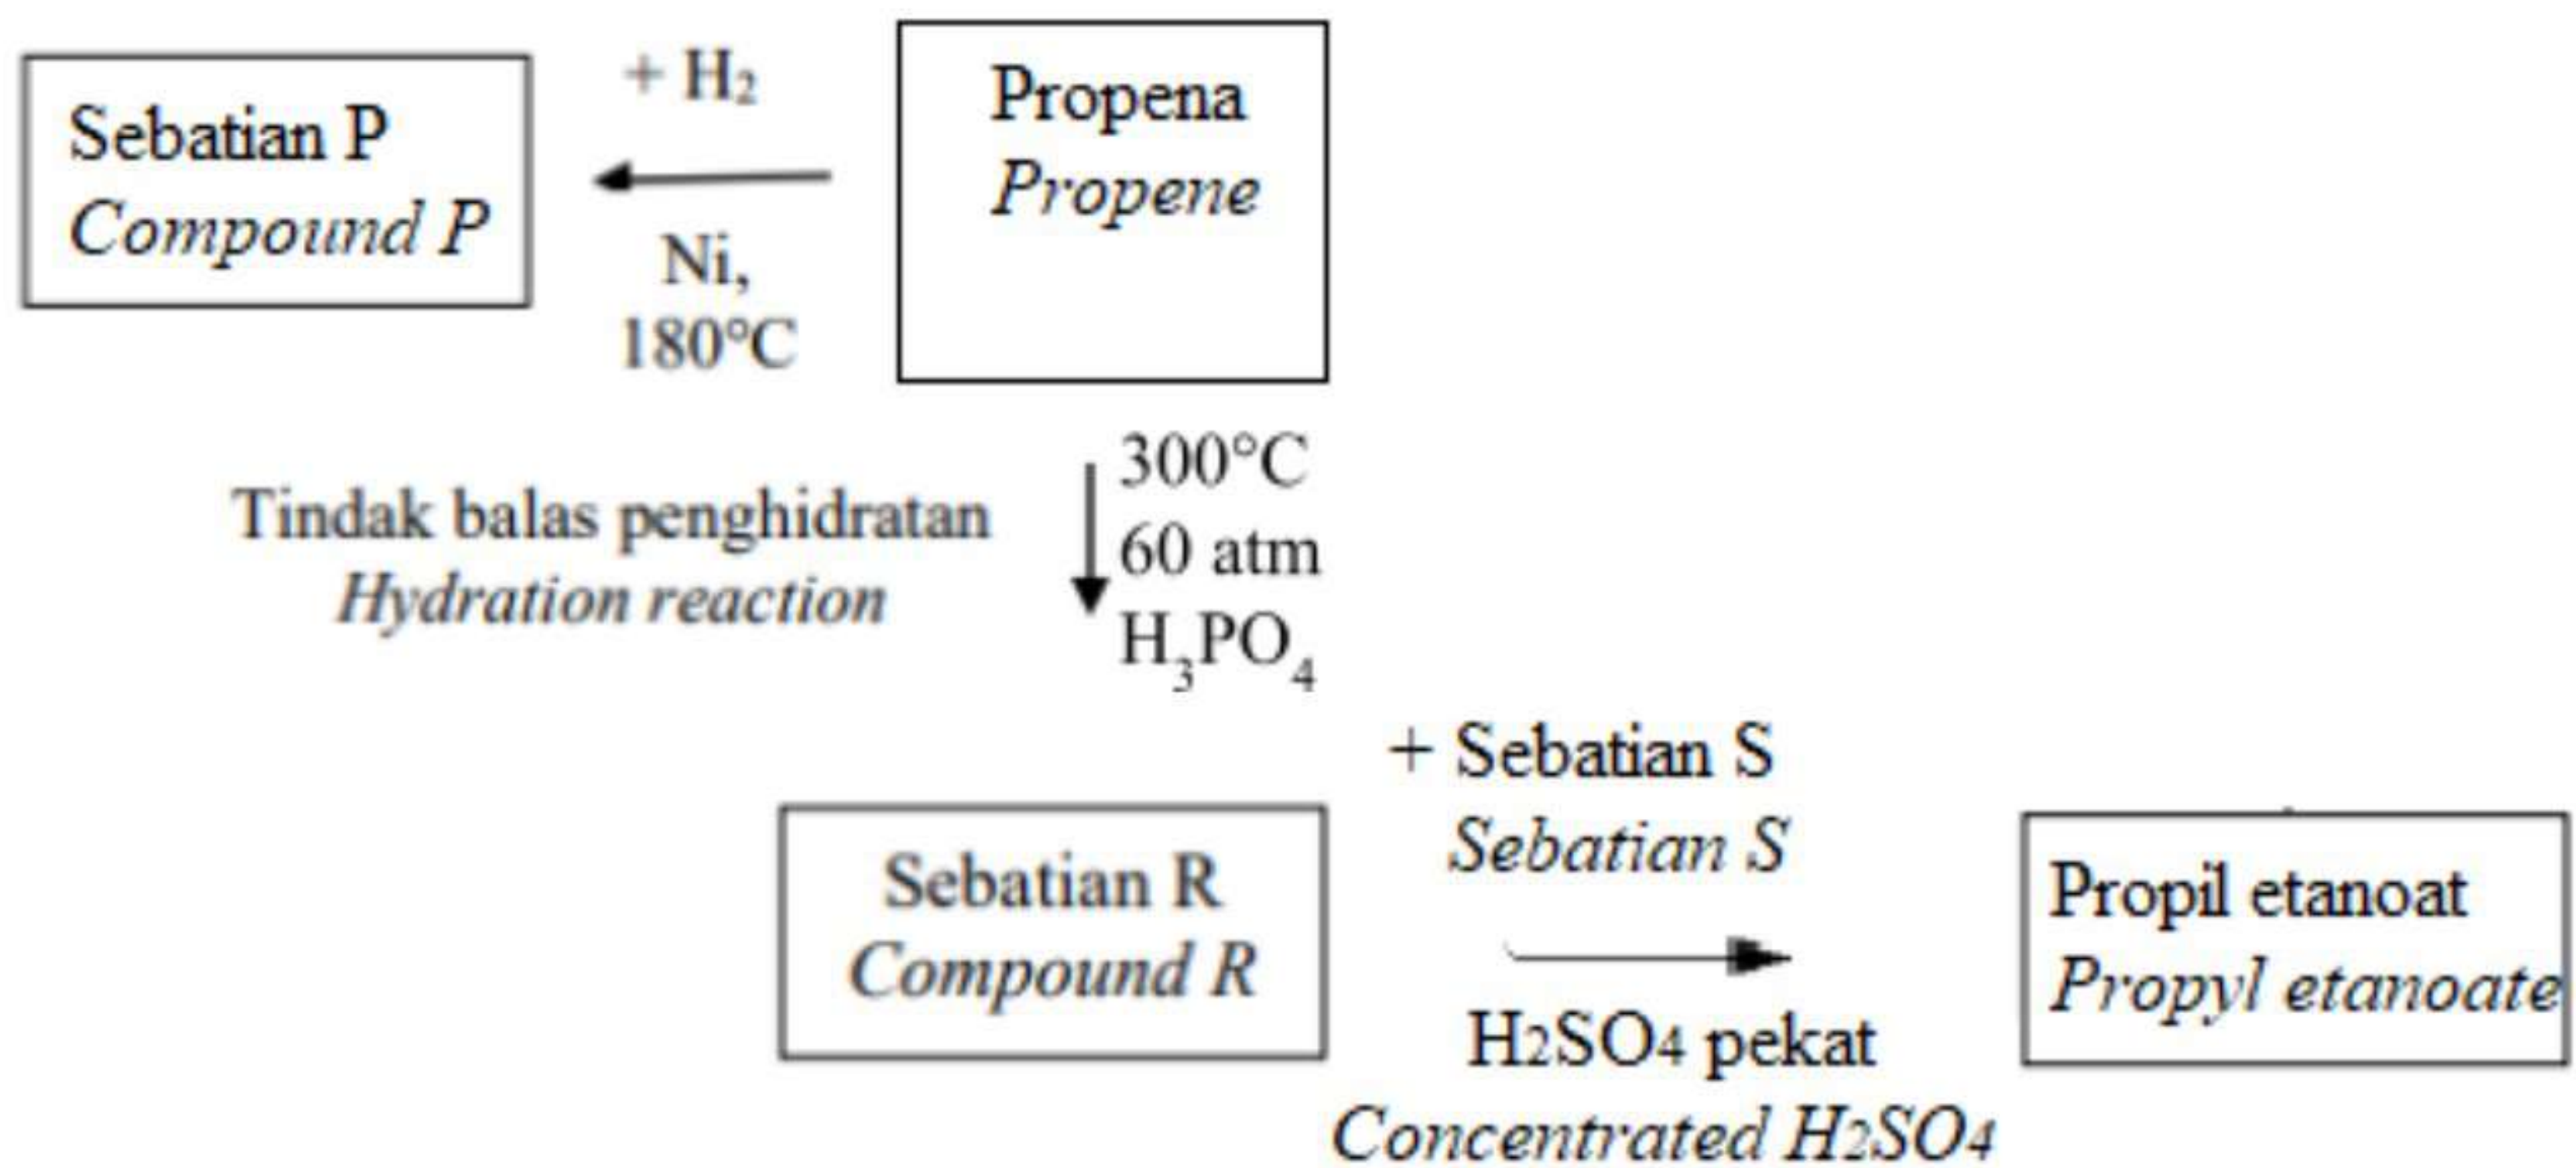 Sebatian P
Compound P
+ H₂
Ni,
180°C
Propena
Propene
Tindak balas penghidratan
Hydration reaction
300°C
60 atm
H₃PO₄
Sebatian R
Compound R
+ Sebatian S
Sebatian S
H₂SO₄ pekat
Concentrated H₂SO₄
Propil etanoat
Propyl etanoate